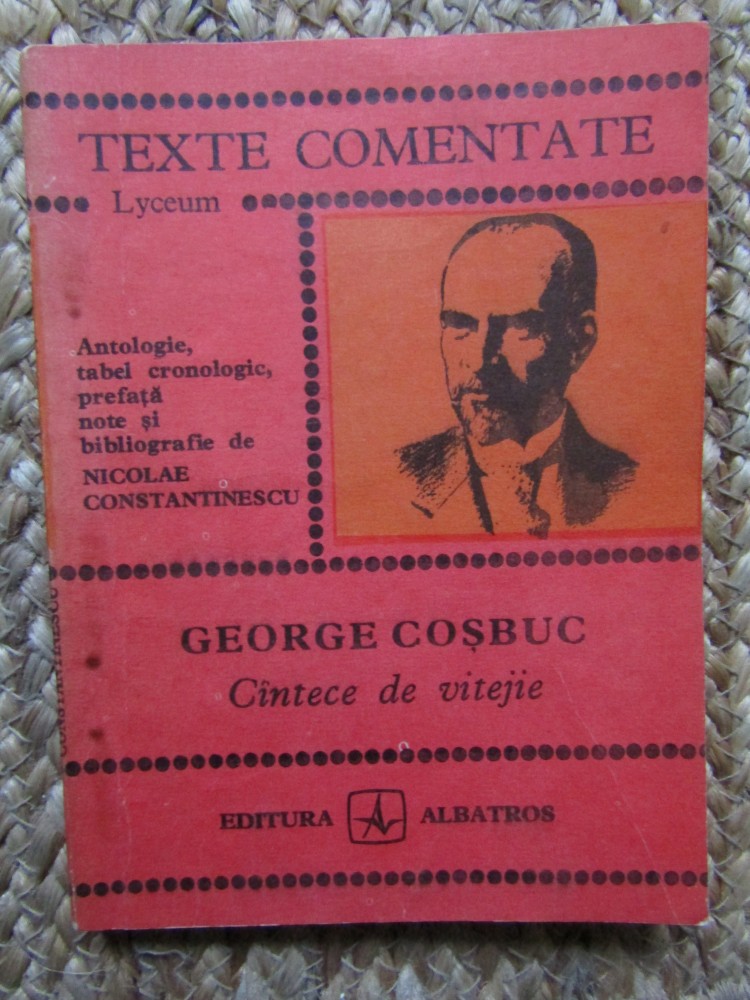 TEXTE COMENTATE
Lyceum
Antologie,
tabel cronologic,
prefață
note și
bibliografie de
NICOLAE
CONSTANTINESCU
GEORGE COȘBUC
Cîntece de vitejie
EDITURA ALBATROS
CONSTANTINESCU